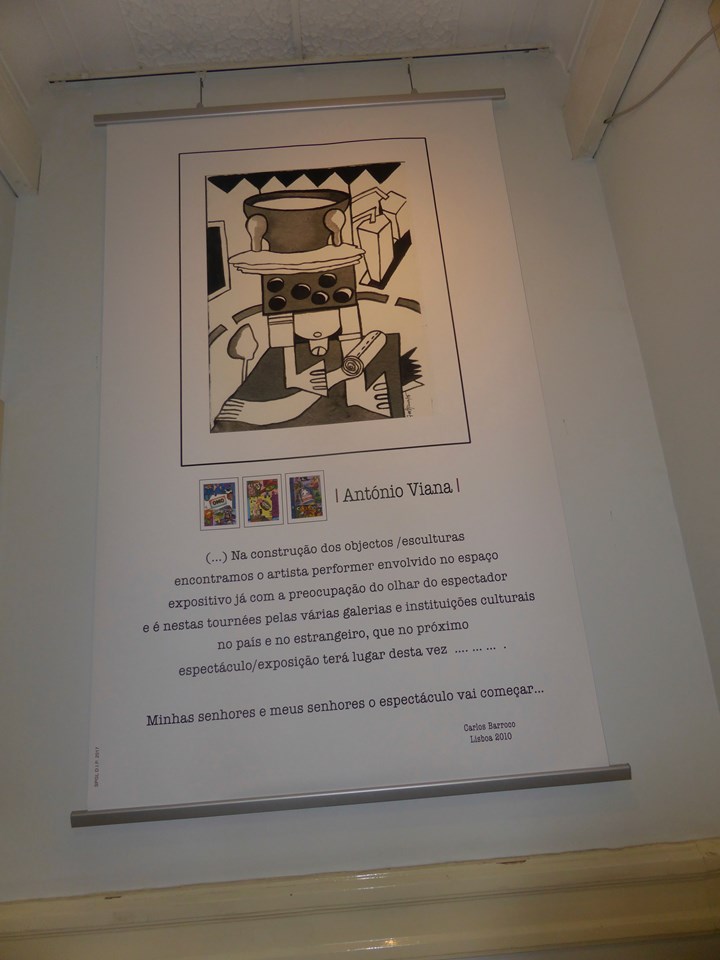 | António Viana |
(...) Na construção dos objectos /esculturas
encontramos o artista performer envolvido no espaço
expositivo já com a preocupação do olhar do espectador
e é nestas tournées pelas várias galerias e instituições culturais
no país e no estrangeiro, que no próximo
espectáculo/exposição terá lugar desta vez .... ... ... .
Minhas senhores e meus senhores o espectáculo vai começar...
Carlos Barroco
Lisboa 2010